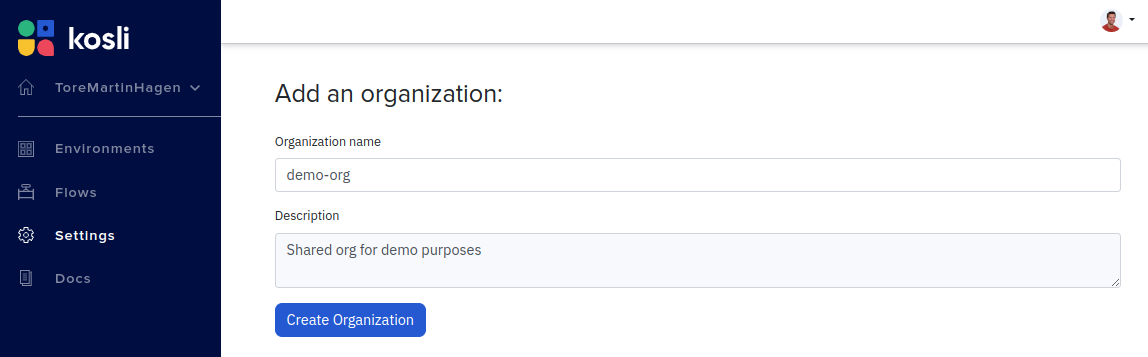 kosli
ToreMartinHagen
Environments
Flows
Settings
Docs
Add an organization:
Organization name
demo-org
Description
Shared org for demo purposes
Create Organization